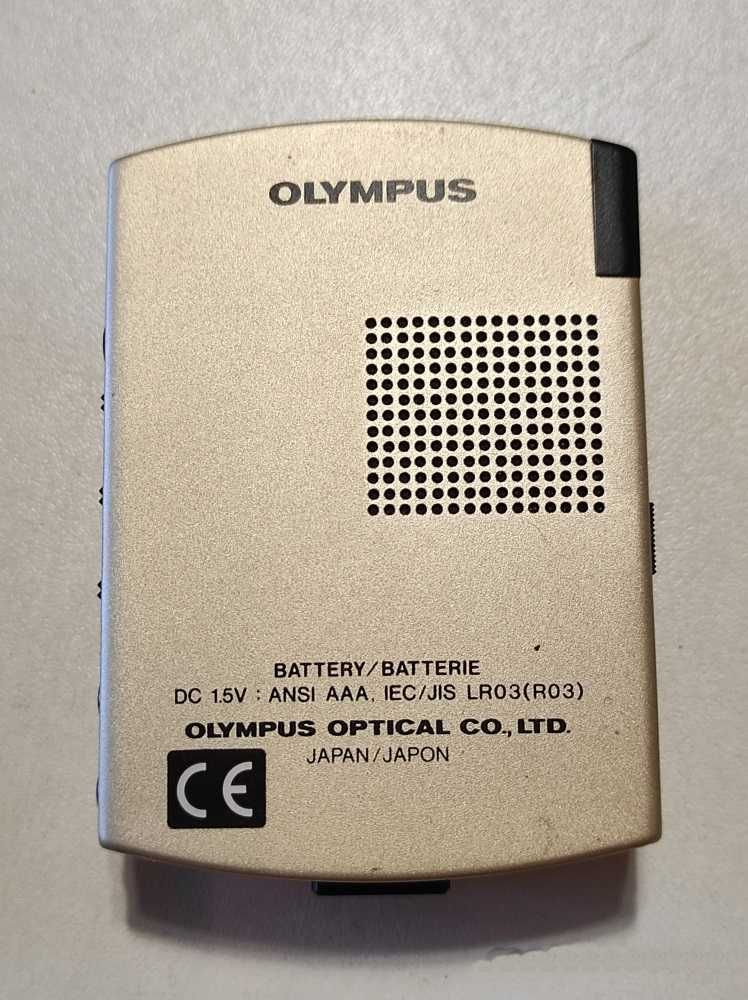 OLYMPUS
BATTERY/BATTERIE
DC 1.5V : ANSI AAA, IEC/JIS LR03(R03)
OLYMPUS OPTICAL CO., LTD.
JAPAN/JAPON
CE